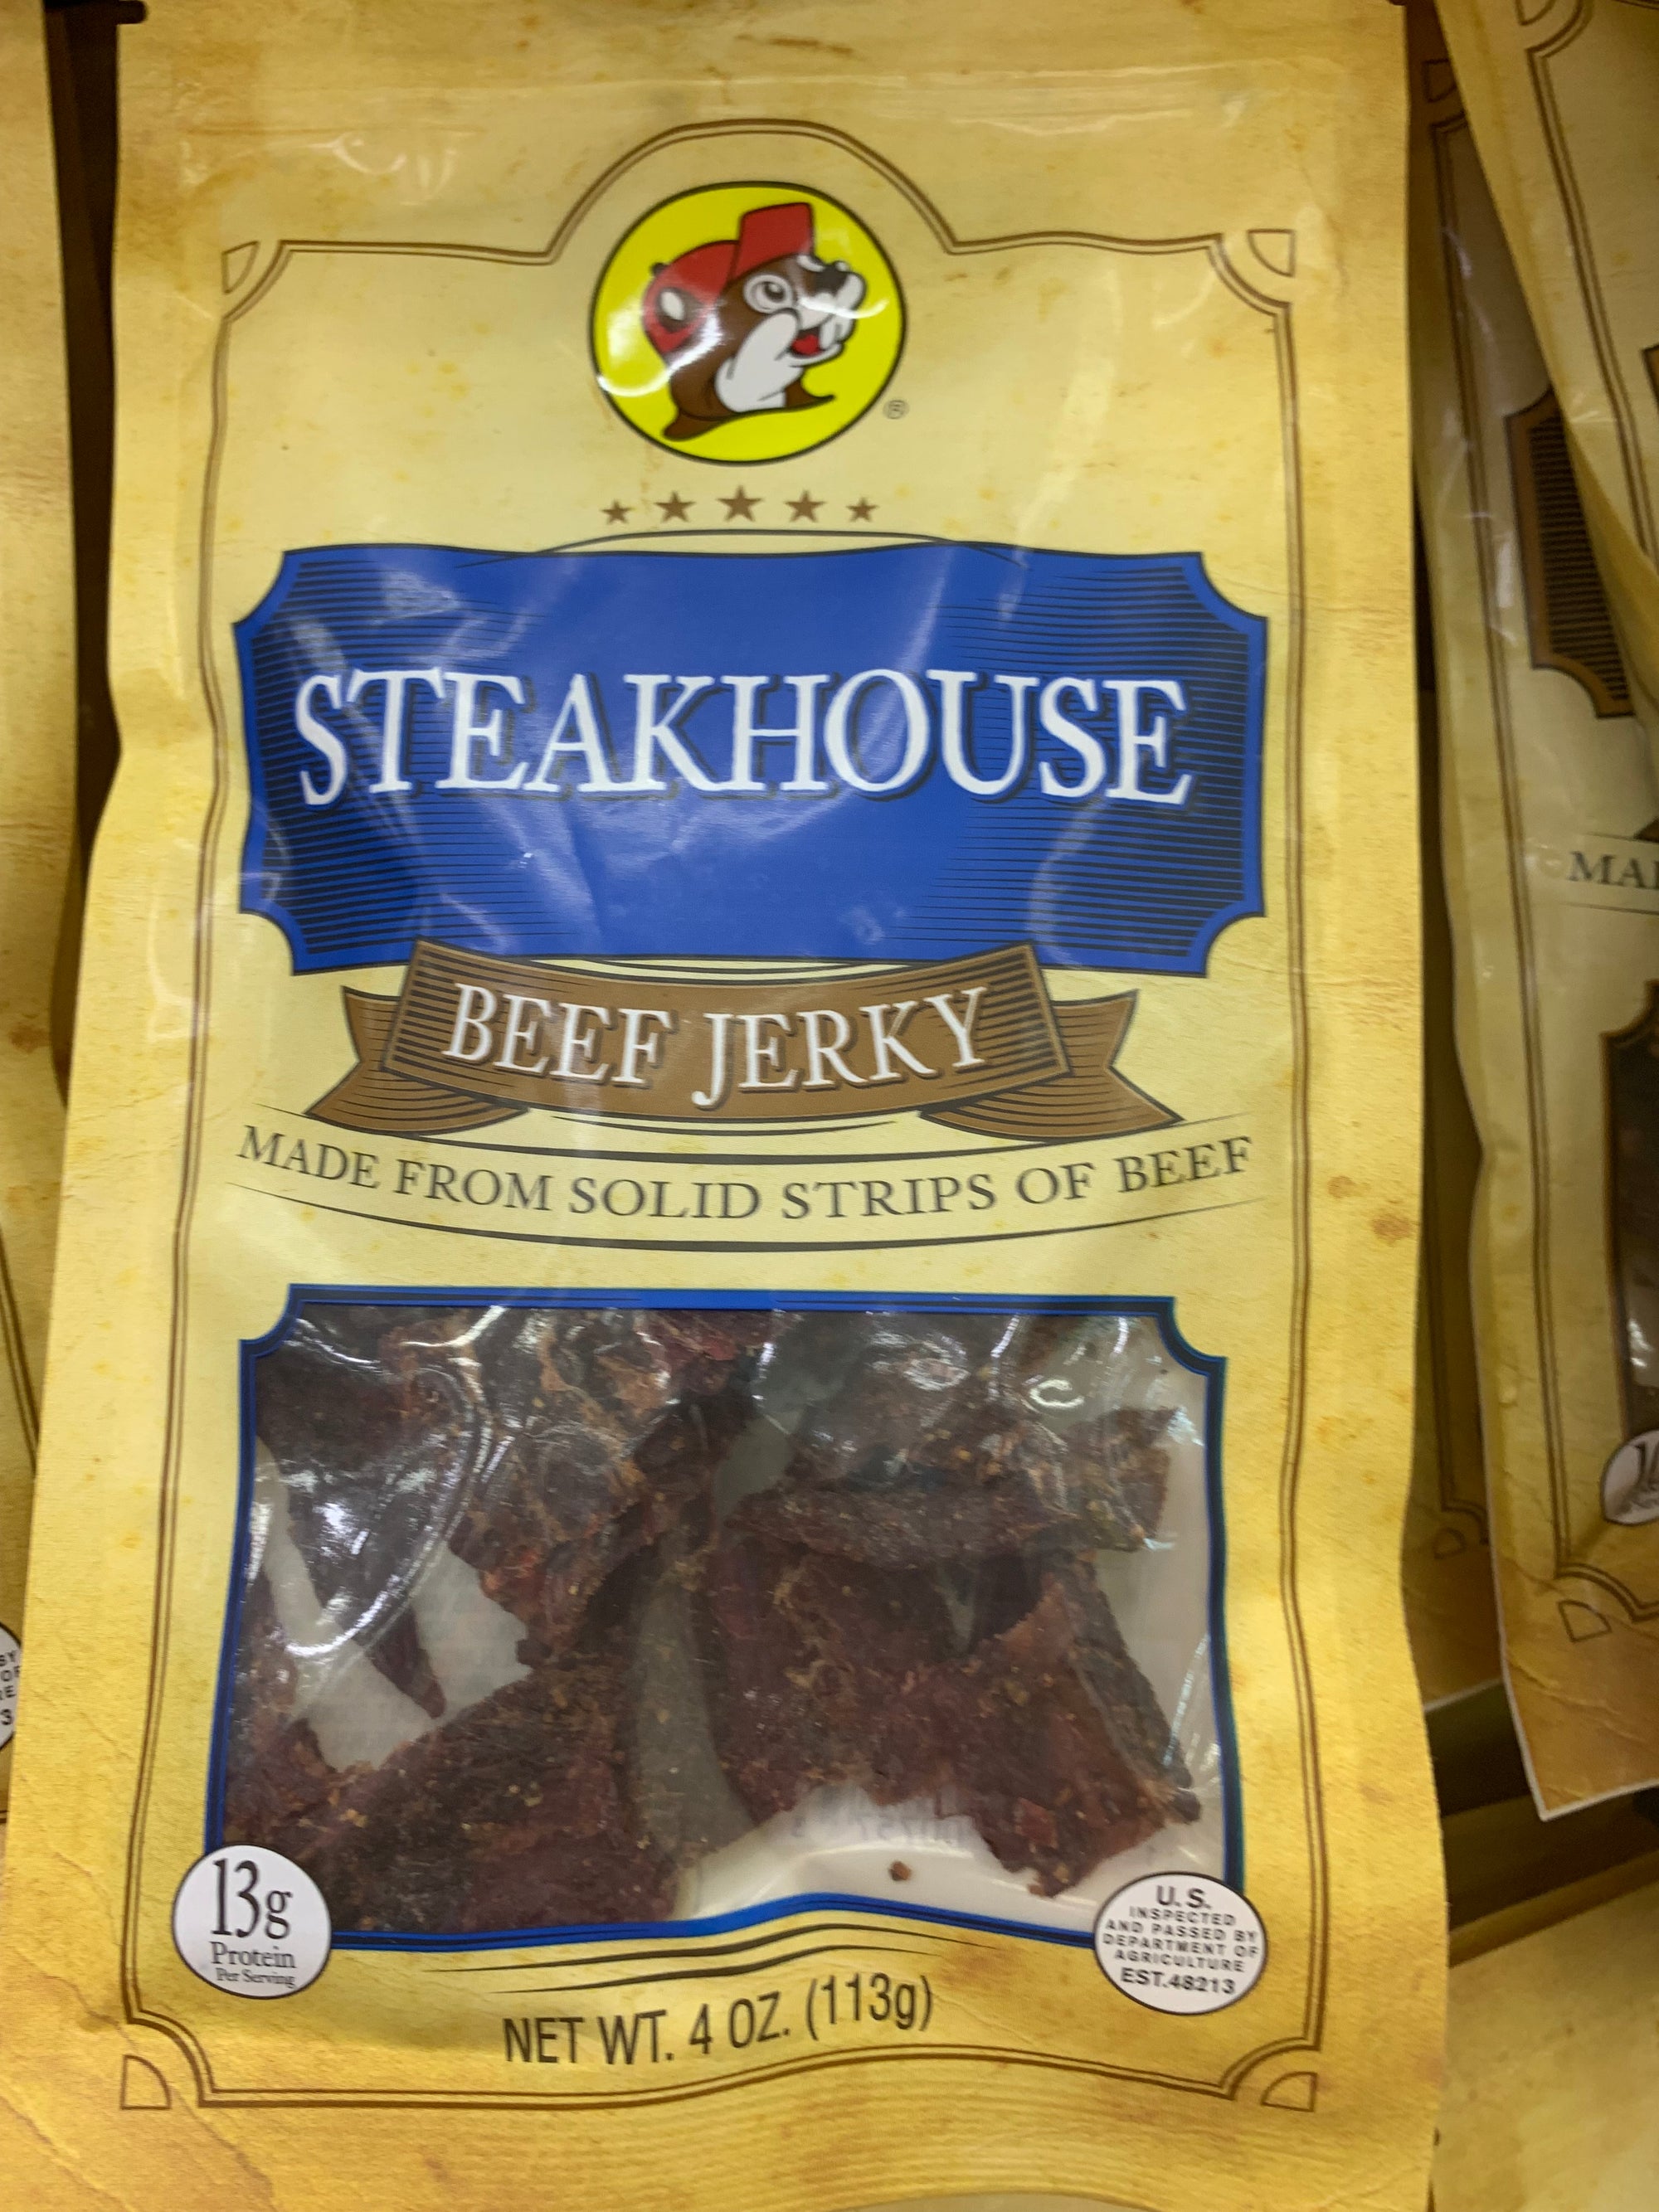 ®
STEAKHOUSE
BEEF JERKY
MADE FROM SOLID STRIPS OF BEEF
13g
Protein
Per Serving
U.S.
INSPECTED
AND PASSED BY
DEPARTMENT OF
AGRICULTURE
EST.48213
NET WT. 4 OZ. (113g)